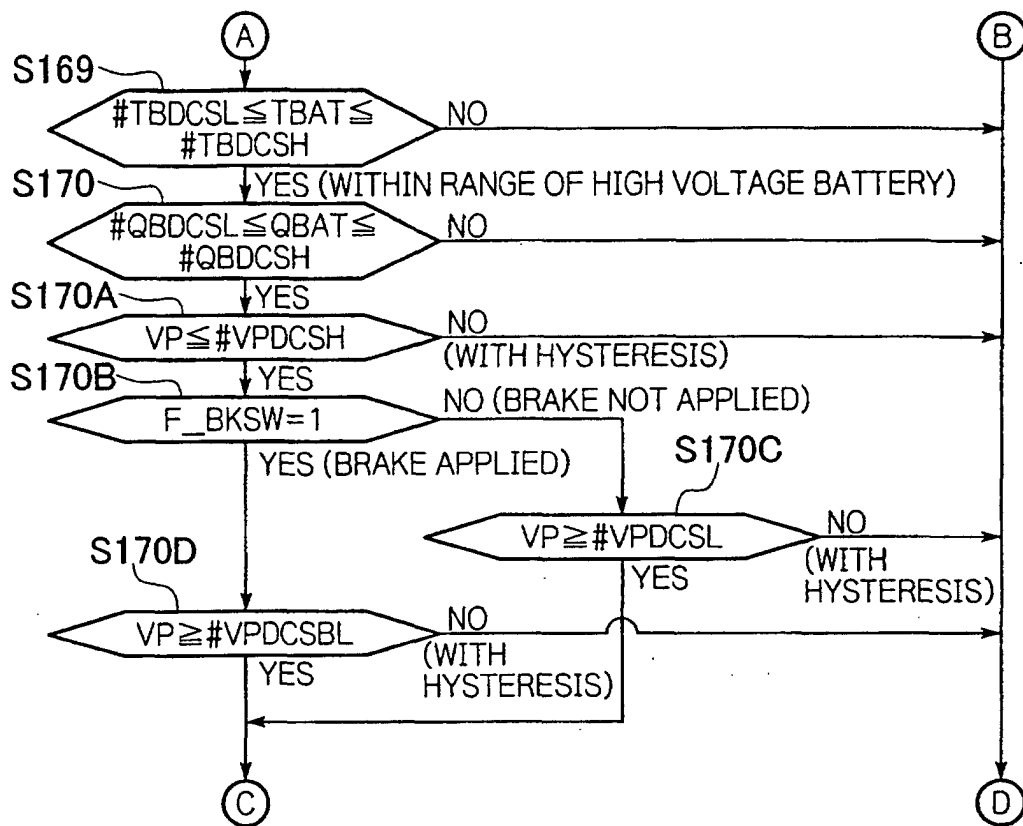 A
B
S169
#TBDCSL≦TBAT≦
#TBDCSH
NO
YES (WITHIN RANGE OF HIGH VOLTAGE BATTERY)
S170
#QBDCSL≦QBAT≦
#QBDCSH
NO
YES
S170A
VP≦#VPDCSH
NO
(WITH HYSTERESIS)
YES
S170B
F_BKSW=1
NO (BRAKE NOT APPLIED)
YES (BRAKE APPLIED)
S170C
VP≧#VPDCSL
NO
(WITH
HYSTERESIS)
YES
S170D
VP≧#VPDCSBL
NO
(WITH
HYSTERESIS)
YES
C
D